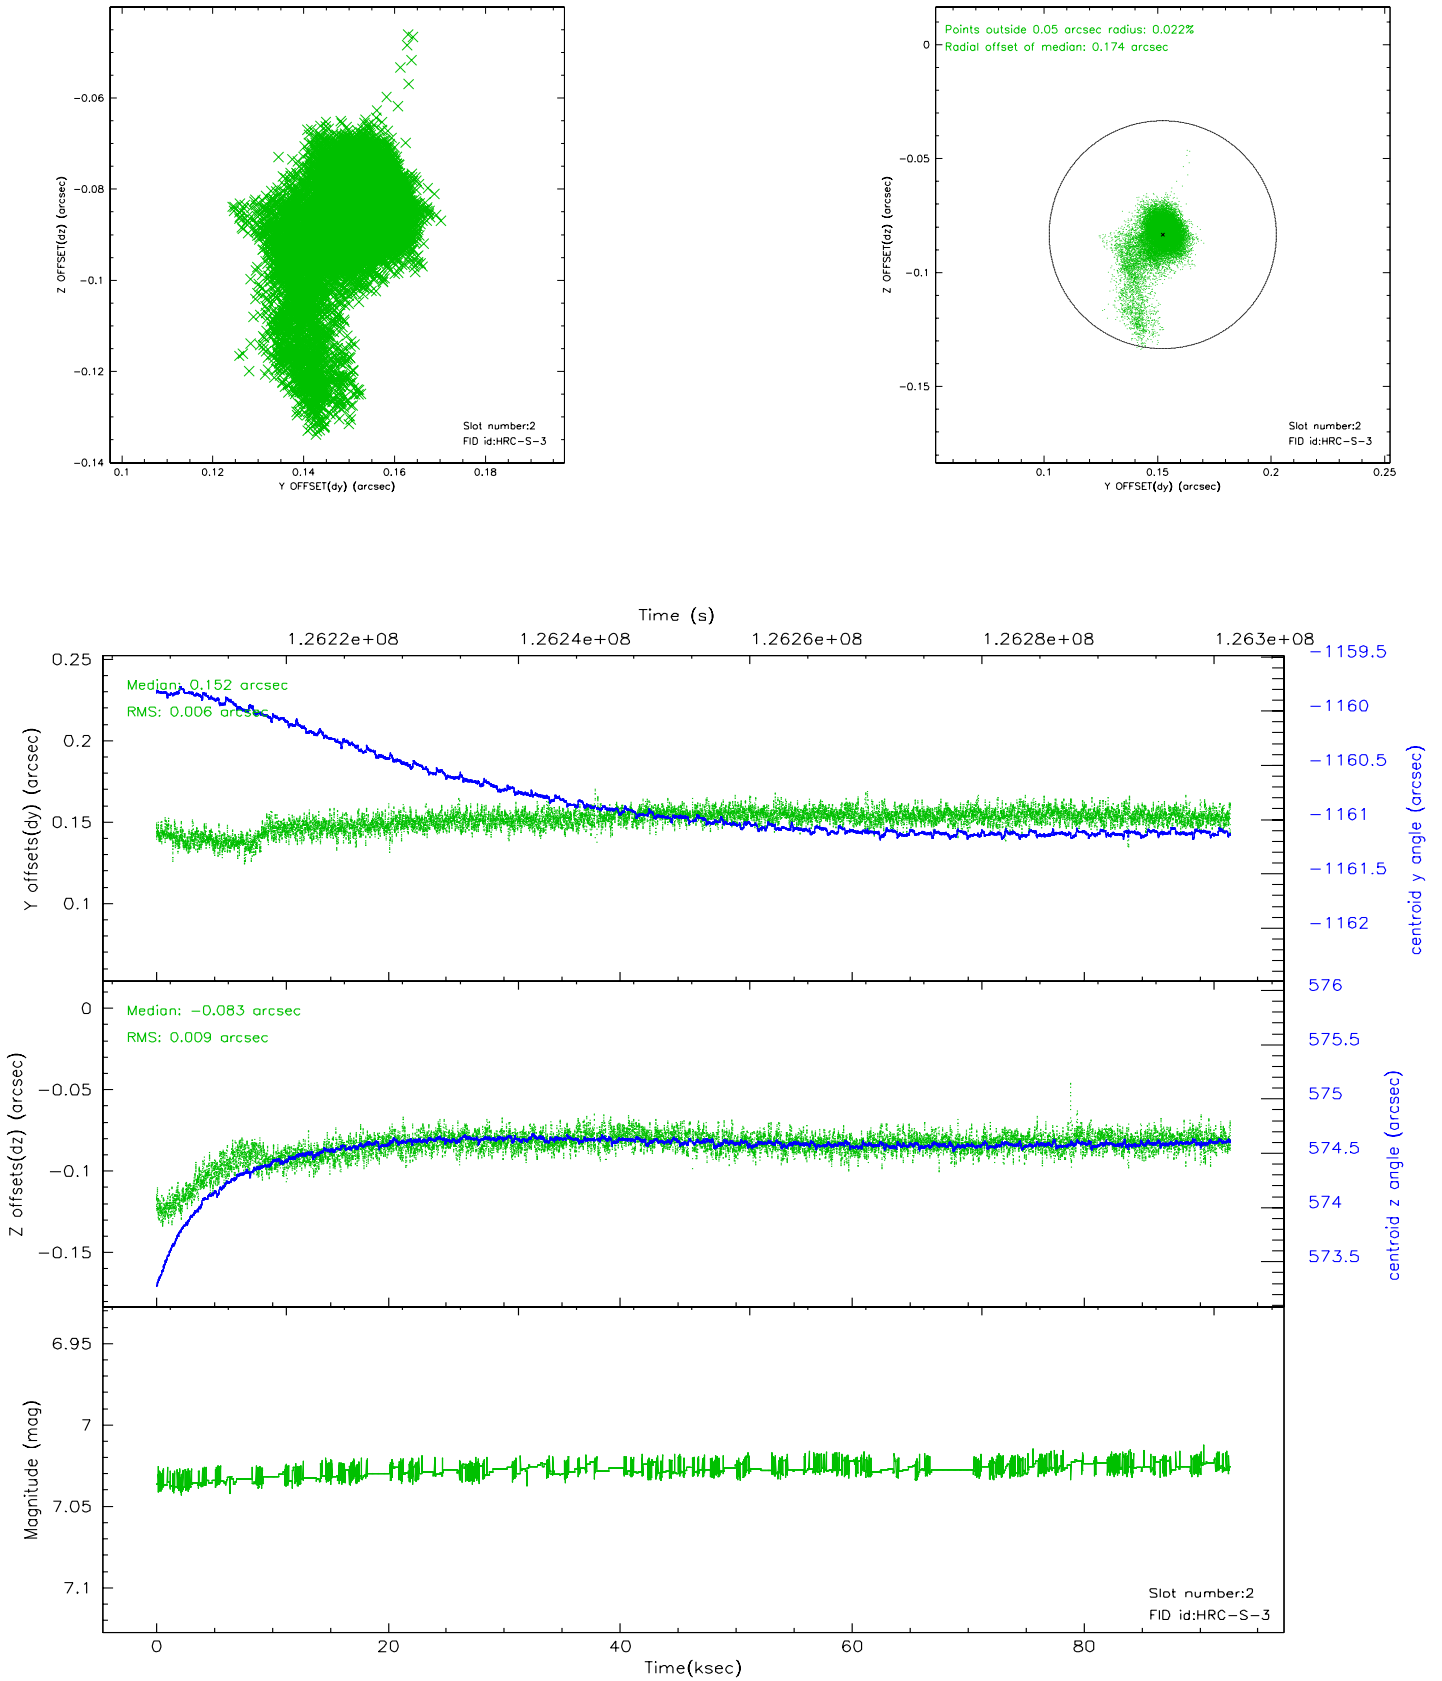 -0.06
-0.08
-0.1
-0.12
-0.14
Z OFFSET(dz) (arcsec)
Slot number:2
FID id:HRC-S-3
0.1 0.12 0.14 0.16 0.18
Y OFFSET(dy) (arcsec)
Points outside 0.05 arcsec radius: 0.022%
Radial offset of median: 0.174 arcsec
0
-0.05
-0.1
-0.15
Z OFFSET(dz) (arcsec)
Slot number:2
FID id:HRC-S-3
0.1 0.15 0.2 0.25
Y OFFSET(dy) (arcsec)
Time (s)
1.2622e+08 1.2624e+08 1.2626e+08 1.2628e+08 1.263e+08
0.25
0.2
0.15
0.1
Y offsets(dy) (arcsec)
Median: 0.152 arcsec
RMS: 0.006 arcsec
-1159.5
-1160
-1160.5
-1161
-1161.5
-1162
centroid y angle (arcsec)
0
-0.05
-0.1
-0.15
Z offsets(dz) (arcsec)
Median: -0.083 arcsec
RMS: 0.009 arcsec
576
575.5
575
574.5
574
573.5
centroid z angle (arcsec)
6.95
7
7.05
7.1
Magnitude (mag)
Slot number:2
FID id:HRC-S-3
0 20 40 60 80
Time(ksec)